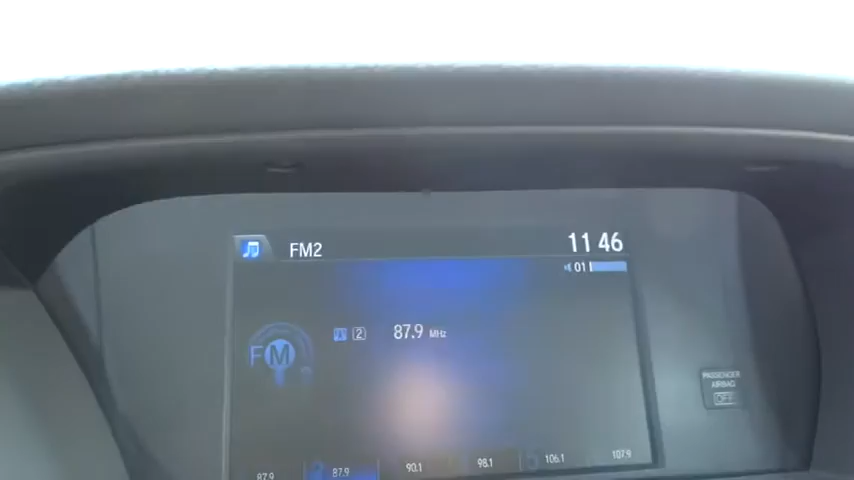 FM2
11 46
01
FM
2 87.9 MHz
PASSENGER
AIRBAG
OFF
87.9 87.9 90.1 98.1 106.1 107.9